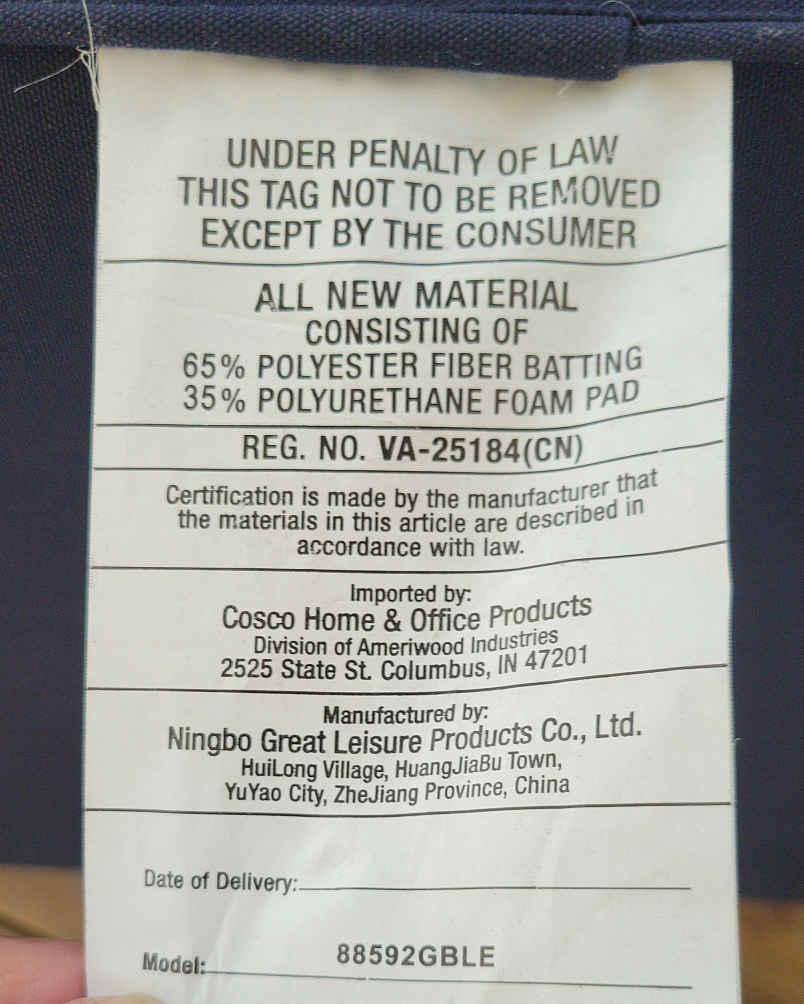 UNDER PENALTY OF LAW
THIS TAG NOT TO BE REMOVED
EXCEPT BY THE CONSUMER
ALL NEW MATERIAL
CONSISTING OF
65% POLYESTER FIBER BATTING
35% POLYURETHANE FOAM PAD
REG. NO. VA-25184(CN)
Certification is made by the manufacturer that
the materials in this article are described in
accordance with law.
Imported by:
Cosco Home & Office Products
Division of Ameriwood Industries
2525 State St. Columbus, IN 47201
Manufactured by:
Ningbo Great Leisure Products Co., Ltd.
HuiLong Village, HuangJiaBu Town,
YuYao City, ZheJiang Province, China
Date of Delivery:
Model: 88592GBLE